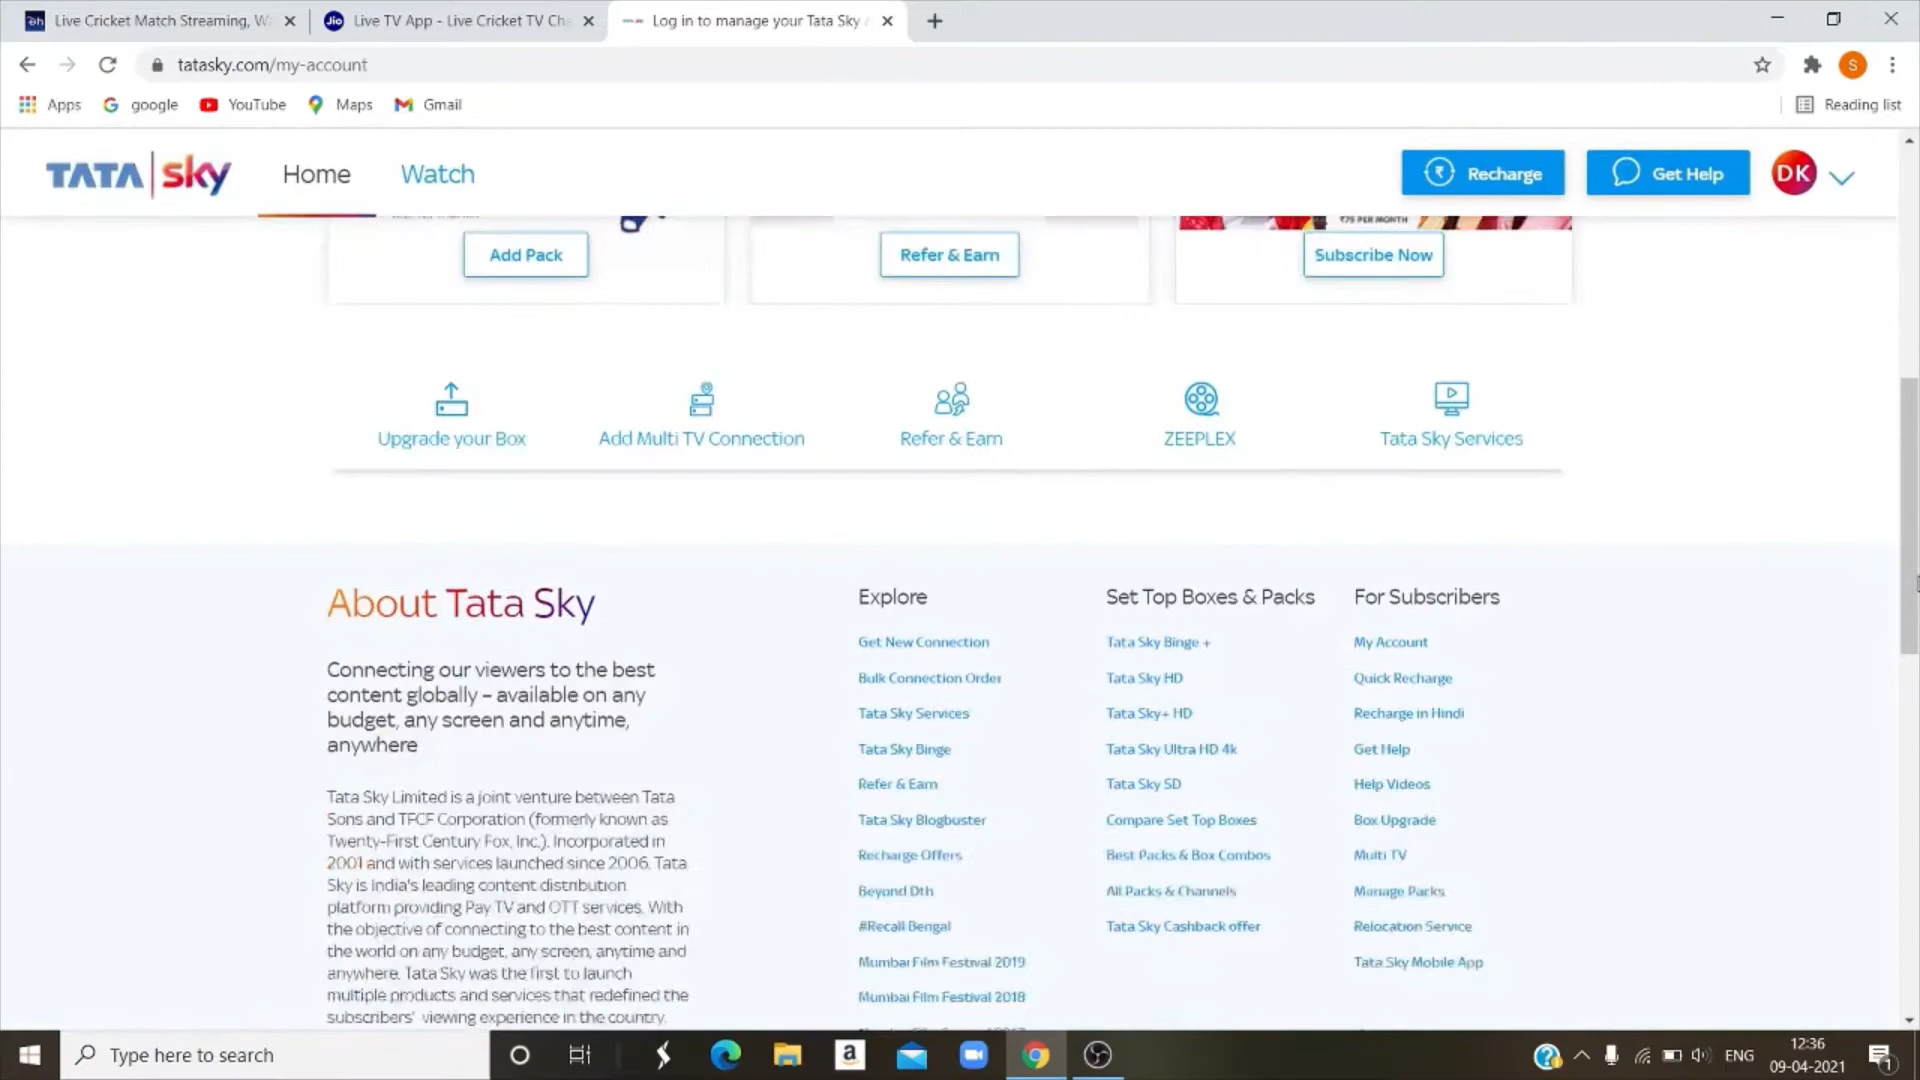 Live Cricket Match Streaming, W
Live TV App - Live Cricket TV Cha
Log in to manage your Tata Sky A
tatasky.com/my-account
S
Apps
google
YouTube
Maps
Gmail
Reading list
TATA sky
Home
Watch
Recharge
Get Help
DK
₹75 PER MONTH
Add Pack
Refer & Earn
Subscribe Now
Upgrade your Box
Add Multi TV Connection
Refer & Earn
ZEEPLEX
Tata Sky Services
About Tata Sky
Connecting our viewers to the best
content globally – available on any
budget, any screen and anytime,
anywhere
Tata Sky Limited is a joint venture between Tata
Sons and TFCF Corporation (formerly known as
Twenty-First Century Fox, Inc.). Incorporated in
2001 and with services launched since 2006. Tata
Sky is India's leading content distribution
platform providing Pay TV and OTT services. With
the objective of connecting to the best content in
the world on any budget, any screen, anytime and
anywhere. Tata Sky was the first to launch
multiple products and services that redefined the
subscribers' viewing experience in the country.
Explore
Get New Connection
Bulk Connection Order
Tata Sky Services
Tata Sky Binge
Refer & Earn
Tata Sky Blogbuster
Recharge Offers
Beyond Dth
#Recall Bengal
Mumbai Film Festival 2019
Mumbai Film Festival 2018
Set Top Boxes & Packs
Tata Sky Binge +
Tata Sky HD
Tata Sky+ HD
Tata Sky Ultra HD 4k
Tata Sky SD
Compare Set Top Boxes
Best Packs & Box Combos
All Packs & Channels
Tata Sky Cashback offer
For Subscribers
My Account
Quick Recharge
Recharge in Hindi
Get Help
Help Videos
Box Upgrade
Multi TV
Manage Packs
Relocation Service
Tata Sky Mobile App
Type here to search
ENG
12:36
09-04-2021
1